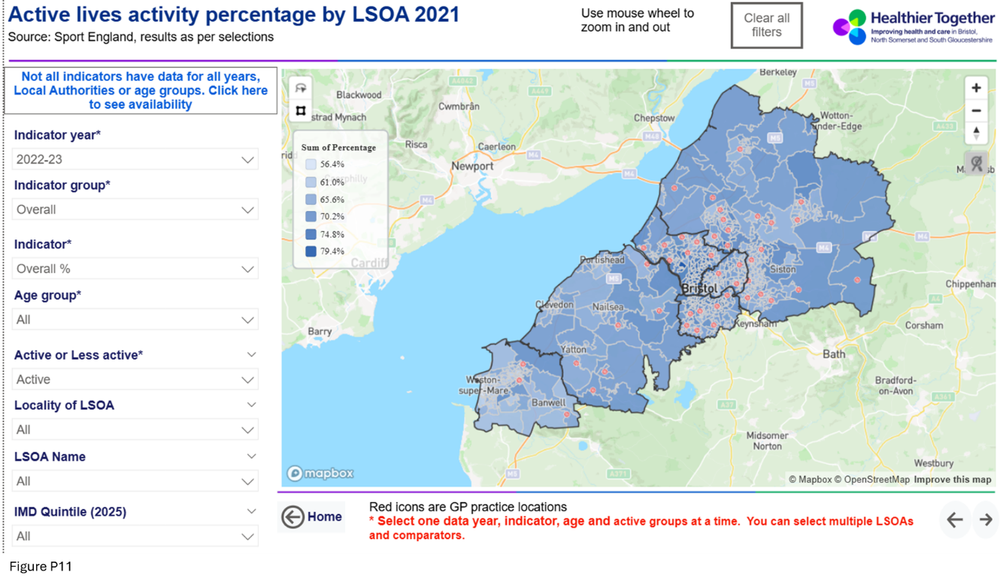 Active lives activity percentage by LSOA 2021
Source: Sport England, results as per selections
Use mouse wheel to
zoom in and out
Clear all
filters
Healthier Together
Improving health and care in Bristol,
North Somerset and South Gloucestershire
Not all indicators have data for all years,
Local Authorities or age groups. Click here
to see availability
Indicator year*
2022-23
Indicator group*
Overall
Indicator*
Overall %
Age group*
All
Active or Less active*
Active
Locality of LSOA
All
LSOA Name
All
IMD Quintile (2025)
All
Sum of Percentage
56.4%
61.0%
65.6%
70.2%
74.8%
79.4%
Berkeley
A4042
M5
Blackwood
A449
Cwmbrân
strad Mynach
Chepstow
Wotton-
under-Edge
A433
M48
M5
Risca
Caerleon
M4
Newport
M4
M4
M4
M4
M4
Cardiff
Portishead
Siston
M5
Bristol
Chippenham
Clevedon
Nailsea
A4
Barry
Keynsham
Corsham
Yatton
Bath
Weston-
super-Mare
Bradford-
on-Avon
Banwell
A37
A361
Midsomer
Norton
Westbury
M5
A371
mapbox
© Mapbox © OpenStreetMap Improve this map
Home
Red icons are GP practice locations
* Select one data year, indicator, age and active groups at a time. You can select multiple LSOAs
and comparators.
Figure P11